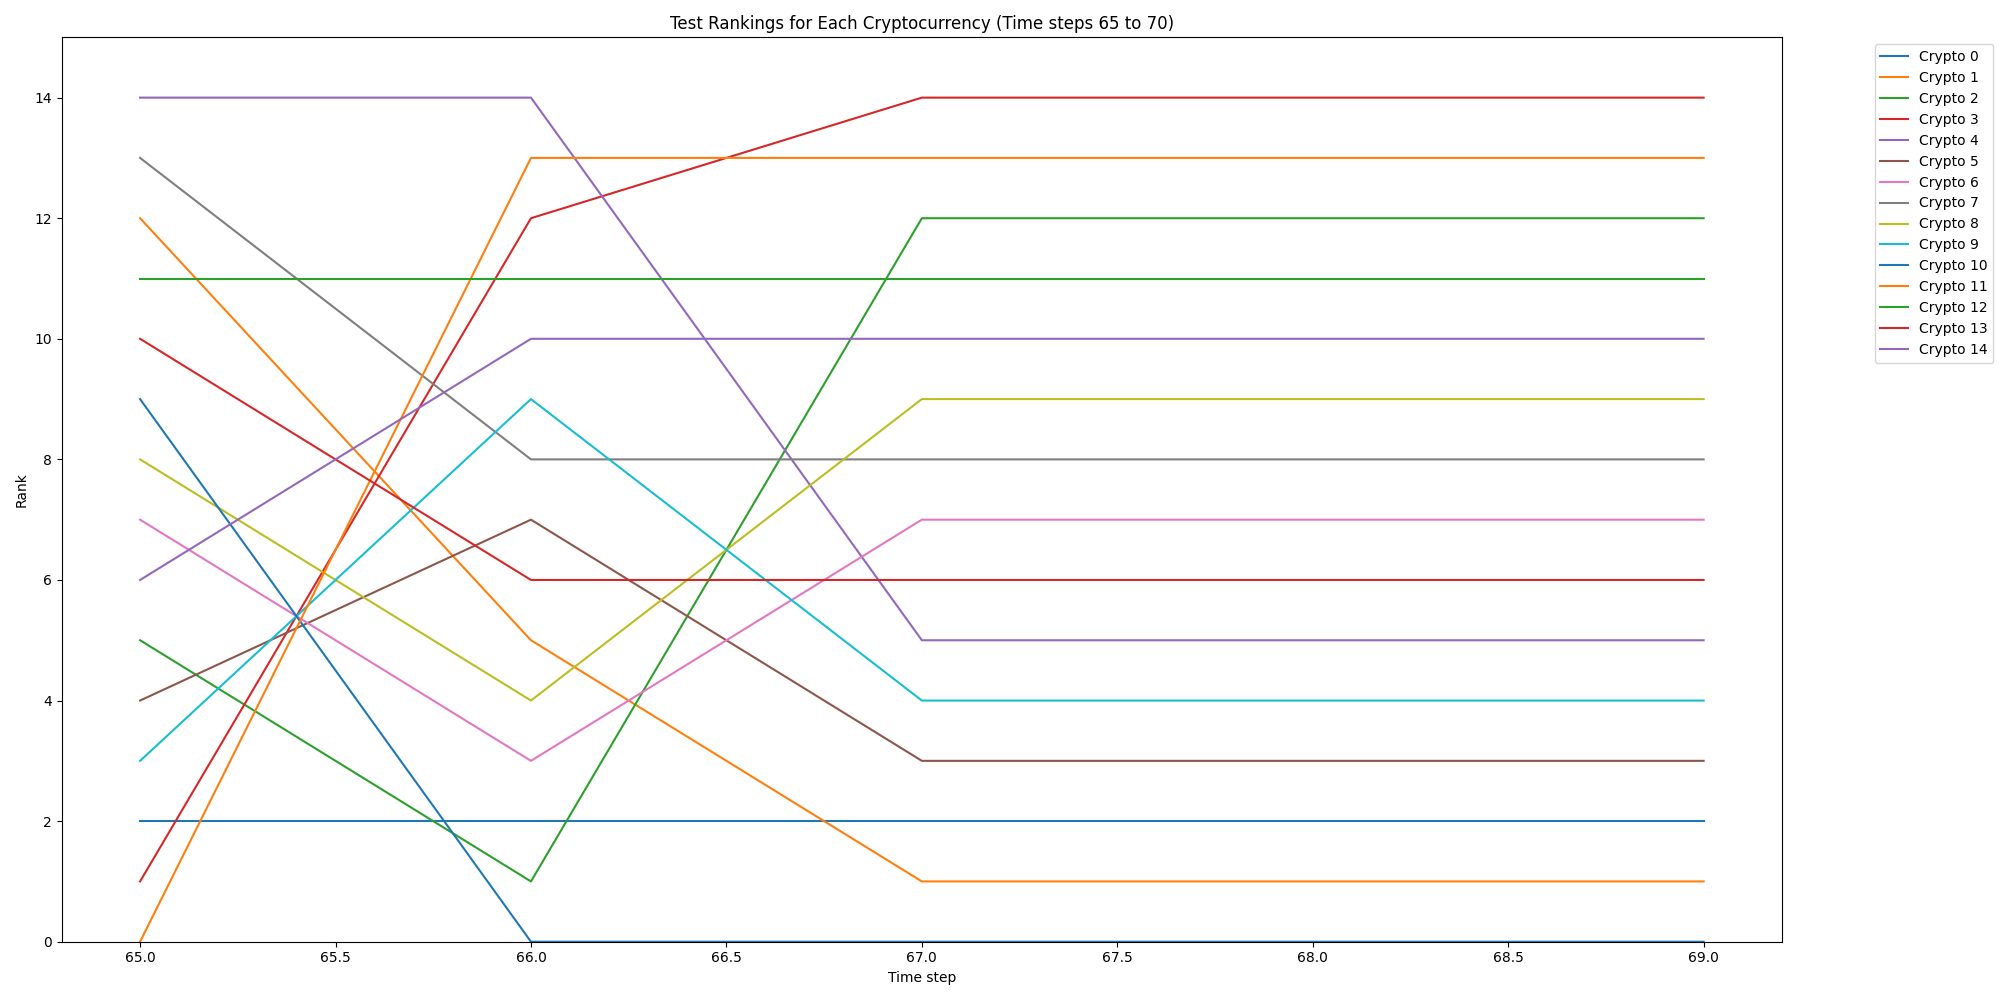 Test Rankings for Each Cryptocurrency (Time steps 65 to 70)
Rank
14
12
10
8
6
4
2
0
65.0 65.5 66.0 66.5 67.0 67.5 68.0 68.5 69.0
Time step
Crypto 0
Crypto 1
Crypto 2
Crypto 3
Crypto 4
Crypto 5
Crypto 6
Crypto 7
Crypto 8
Crypto 9
Crypto 10
Crypto 11
Crypto 12
Crypto 13
Crypto 14